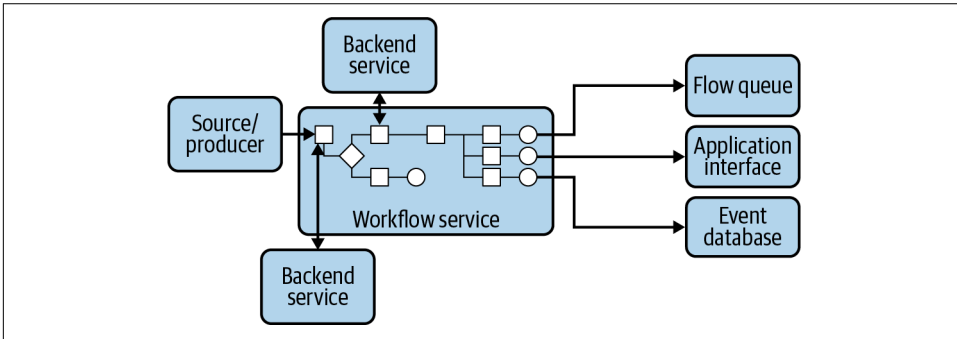 Backend
service
Source/
producer
Workflow service
Backend
service
Flow queue
Application
interface
Event
database